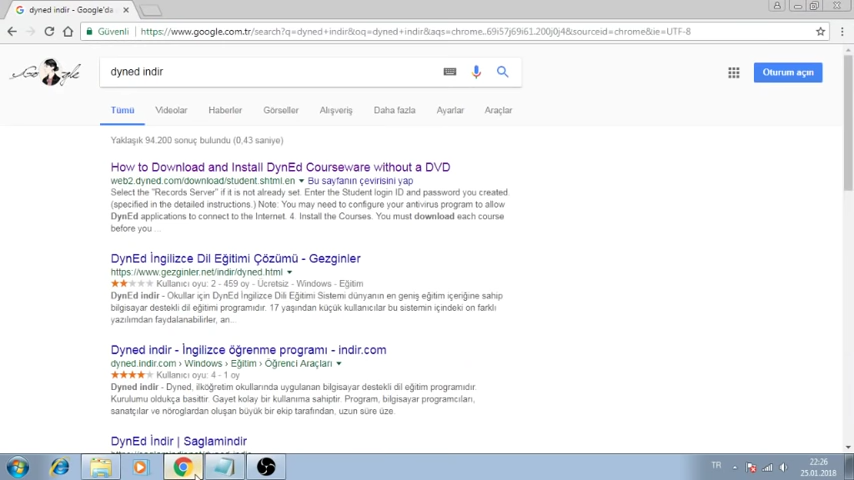 dyned indir - Google'da
Güvenli
https://www.google.com.tr/search?q=dyned+indir&oq=dyned+indir&aqs=chrome..69i57j69i61.200j0j4&sourceid=chrome&ie=UTF-8
dyned indir
Oturum açın
Tümü Videolar Haberler Görseller Alışveriş Daha fazla Ayarlar Araçlar
Yaklaşık 94.200 sonuç bulundu (0,43 saniye)
How to Download and Install DynEd Courseware without a DVD
web2.dyned.com/download/student.shtml.en Bu sayfanın çevirisini yap
Select the "Records Server" if it is not already set. Enter the Student login ID and password you created.
(specified in the detailed instructions.) Note: You may need to configure your antivirus program to allow
DynEd applications to connect to the Internet. 4. Install the Courses. You must download each course
before you ...
DynEd İngilizce Dil Eğitimi Çözümü - Gezginler
https://www.gezginler.net/indir/dyned.html
Kullanıcı oyu: 2 - 459 oy - Ücretsiz - Windows - Eğitim
DynEd indir - Okullar için DynEd İngilizce Dili Eğitimi Sistemi dünyanın en geniş eğitim içeriğine sahip
bilgisayar destekli dil eğitimi programıdır. 17 yaşından küçük kullanıcılar bu sistemin içindeki on farklı
yazılımdan faydalanabilirler, an...
Dyned indir - İngilizce öğrenme programı - indir.com
dyned.indir.com › Windows › Eğitim › Öğrenci Araçları
Kullanıcı oyu: 4 - 1 oy
Dyned indir - Dyned, ilköğretim okullarında uygulanan bilgisayar destekli dil eğitim programıdır.
Kurulumu oldukça basittir. Gayet kolay bir kullanıma sahiptir. Program, bilgisayar programcıları,
sanatçılar ve nöroglardan oluşan büyük bir ekip tarafından, uzun süre üzr.
DynEd İndir | Saglamindir
TR
22:26
25.01.2018